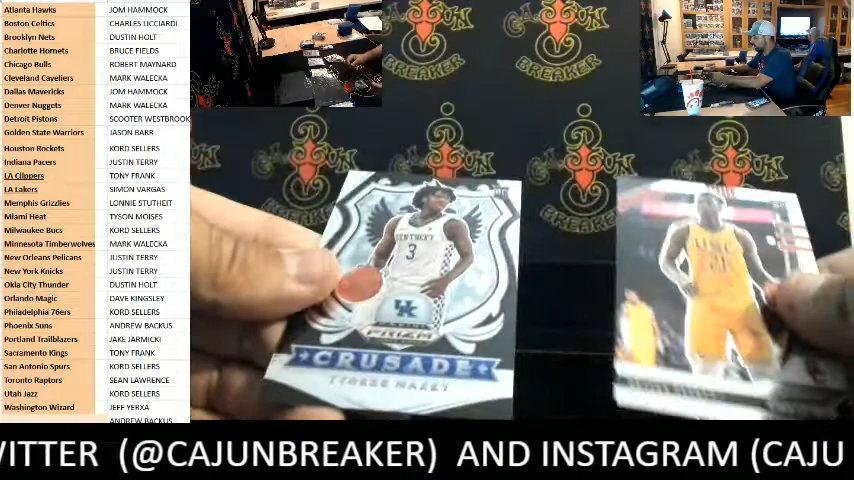 Atlanta Hawks JOM HAMMOCK
Boston Celtics CHARLES LICCIARDI
Brooklyn Nets DUSTIN HOLT
Charlotte Hornets BRUCE FIELDS
Chicago Bulls ROBERT MAYNARD
Cleveland Cavaliers MARK WALECKA
Dallas Mavericks JOM HAMMOCK
Denver Nuggets MARK WALECKA
Detroit Pistons SCOOTER WESTBROOK
Golden State Warriors JASON BARR
Houston Rockets KORD SELLERS
Indiana Pacers JUSTIN TERRY
LA Clippers TONY FRANK
LA Lakers SIMON VARGAS
Memphis Grizzlies LONNIE STUTHEIT
Miami Heat TYSON MOISES
Milwaukee Bucs KORD SELLERS
Minnesota Timberwolves MARK WALECKA
New Orleans Pelicans JUSTIN TERRY
New York Knicks JUSTIN TERRY
Okla City Thunder DUSTIN HOLT
Orlando Magic DAVE KINGSLEY
Philadelphia 76ers KORD SELLERS
Phoenix Suns ANDREW BACKUS
Portland Trailblazers JAKE JARMICKI
Sacramento Kings TONY FRANK
San Antonio Spurs KORD SELLERS
Toronto Raptors SEAN LAWRENCE
Utah Jazz KORD SELLERS
Washington Wizard JEFF YERXA
ANDREW BACKUS
BREAKER
BREAKER
CAJUN
BREAKER
CAJUN
BREAKER
KENTUCKY
3
UK
PRIZM
CRUSADE
TYRESE MAXEY
WITTER (@CAJUNBREAKER) AND INSTAGRAM (CAJU